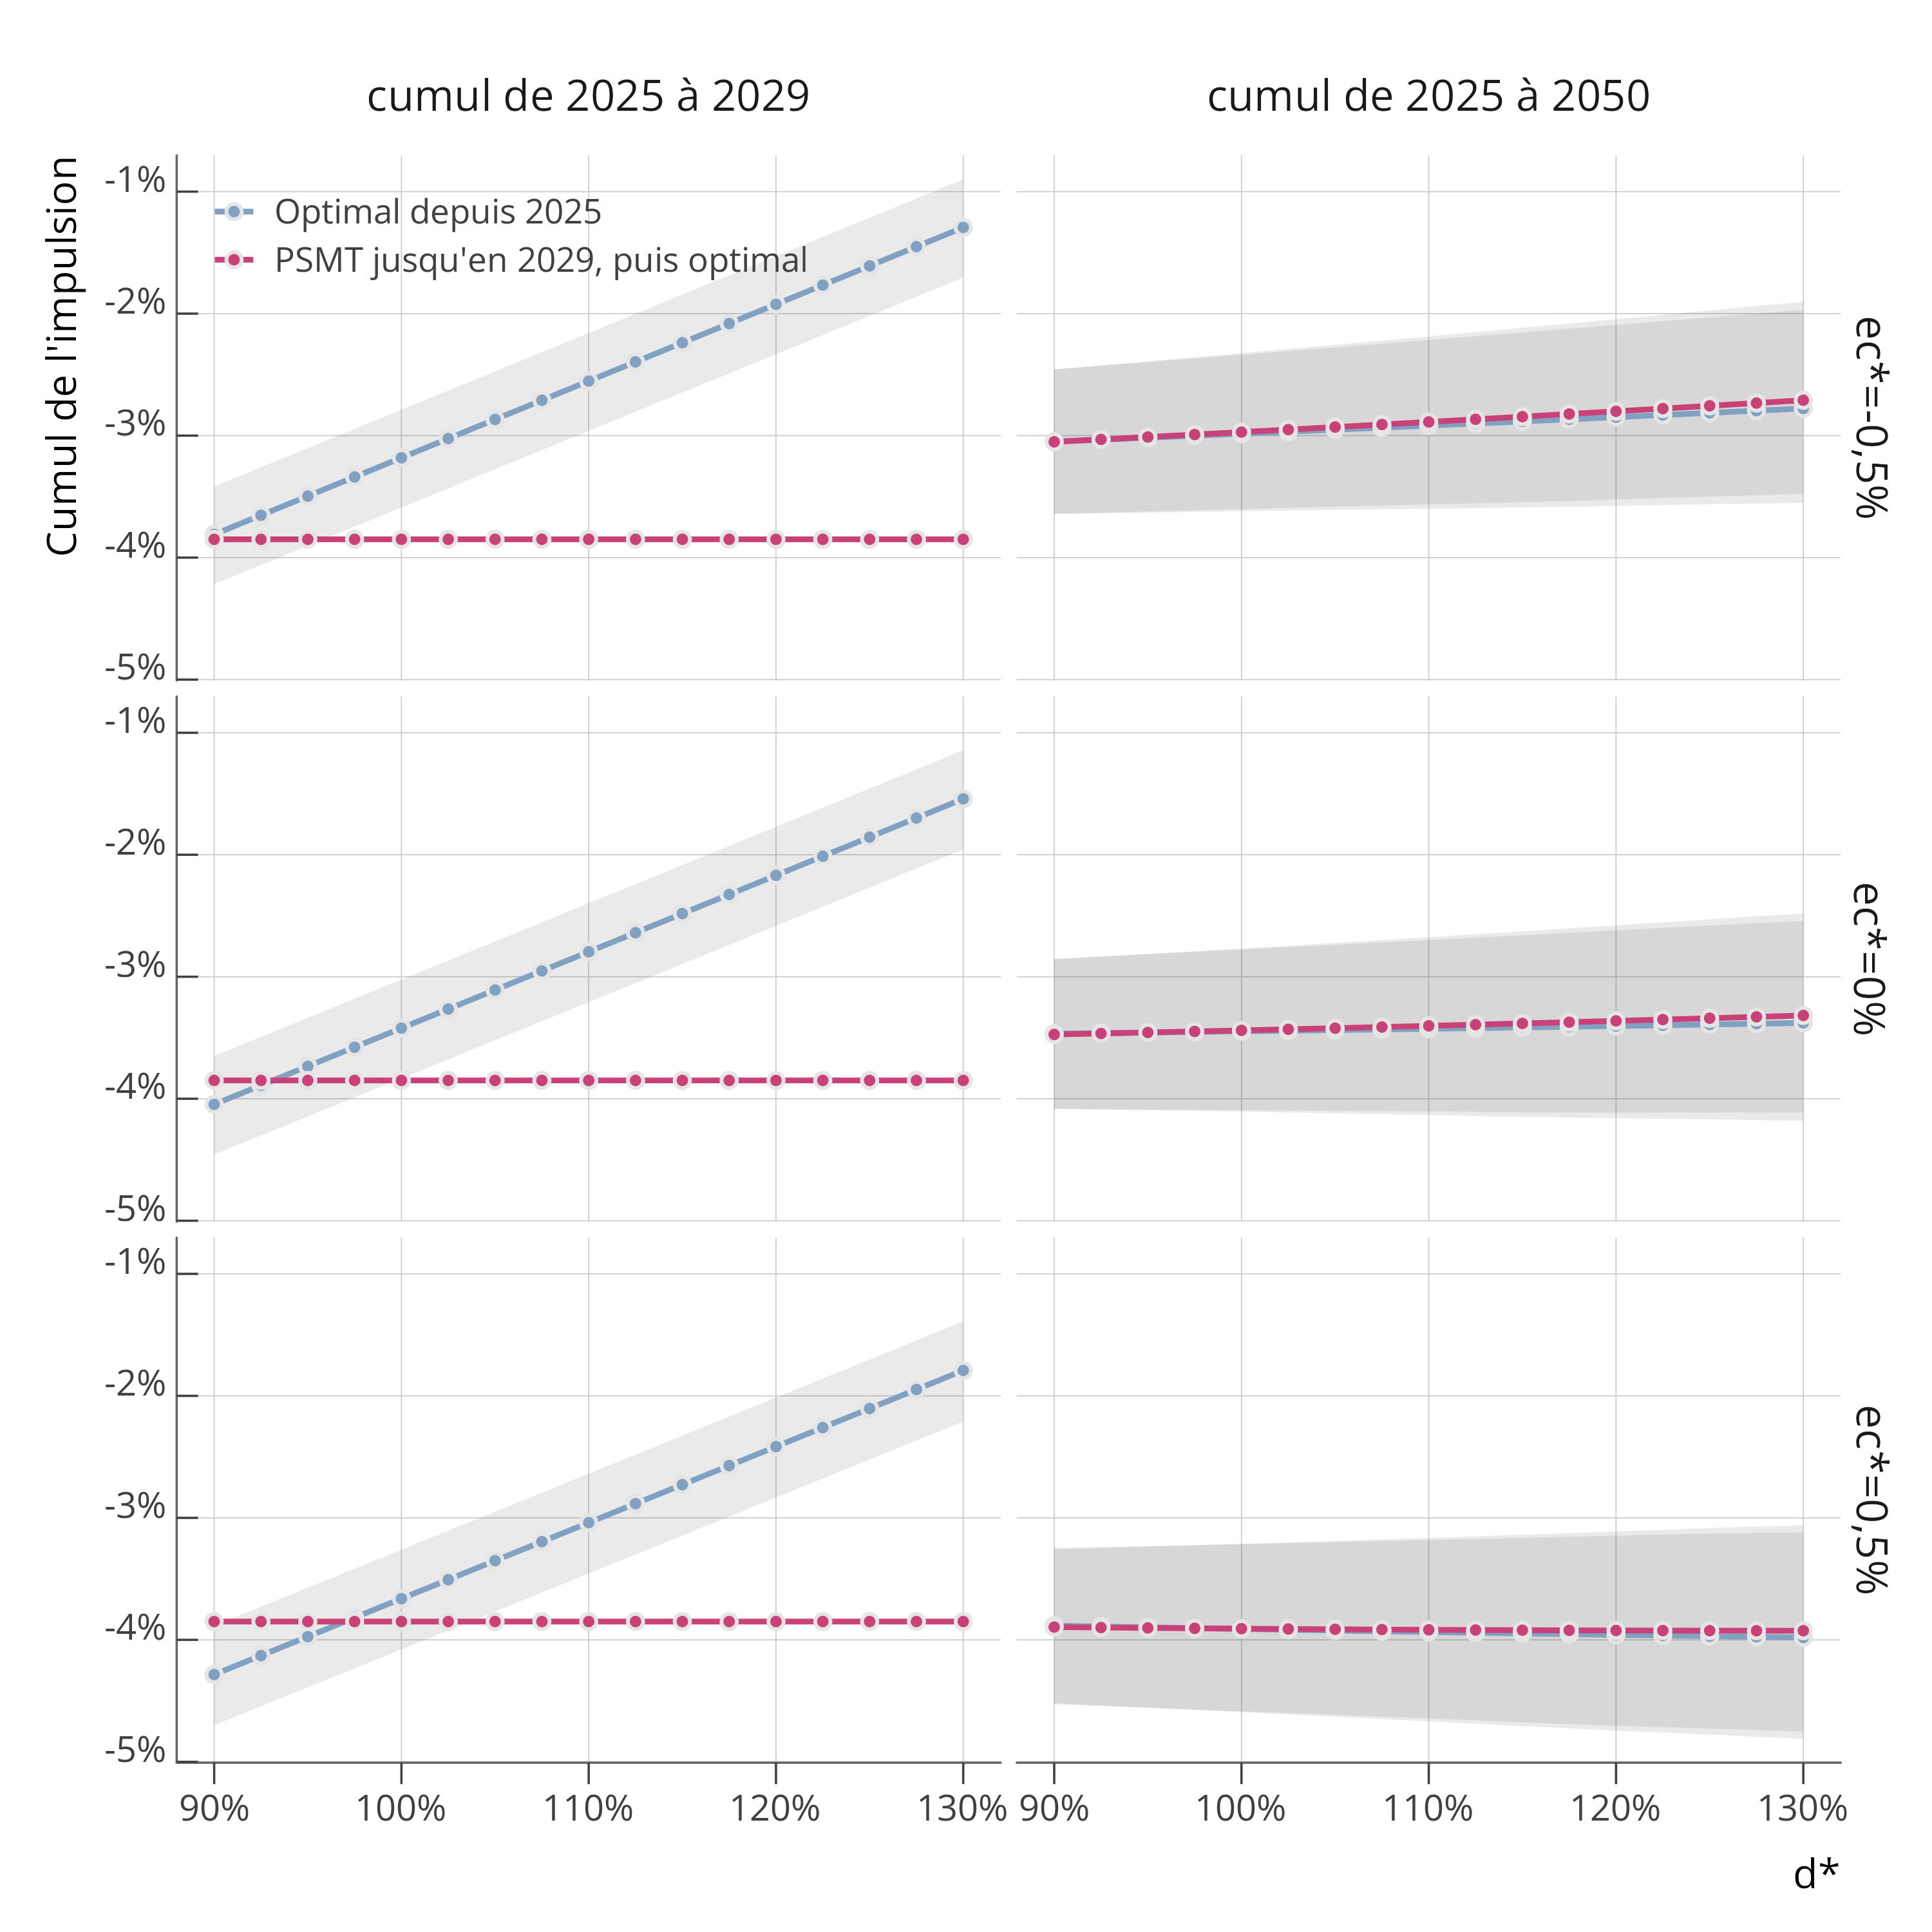 cumul de 2025 à 2029
cumul de 2025 à 2050
Cumul de l'impulsion
-1%
-2%
-3%
-4%
-5%
Optimal depuis 2025
PSMT jusqu'en 2029, puis optimal
ec*=-0,5%
-1%
-2%
-3%
-4%
-5%
ec*=0%
-1%
-2%
-3%
-4%
-5%
ec*=0,5%
90% 100% 110% 120% 130%
90% 100% 110% 120% 130%
d*